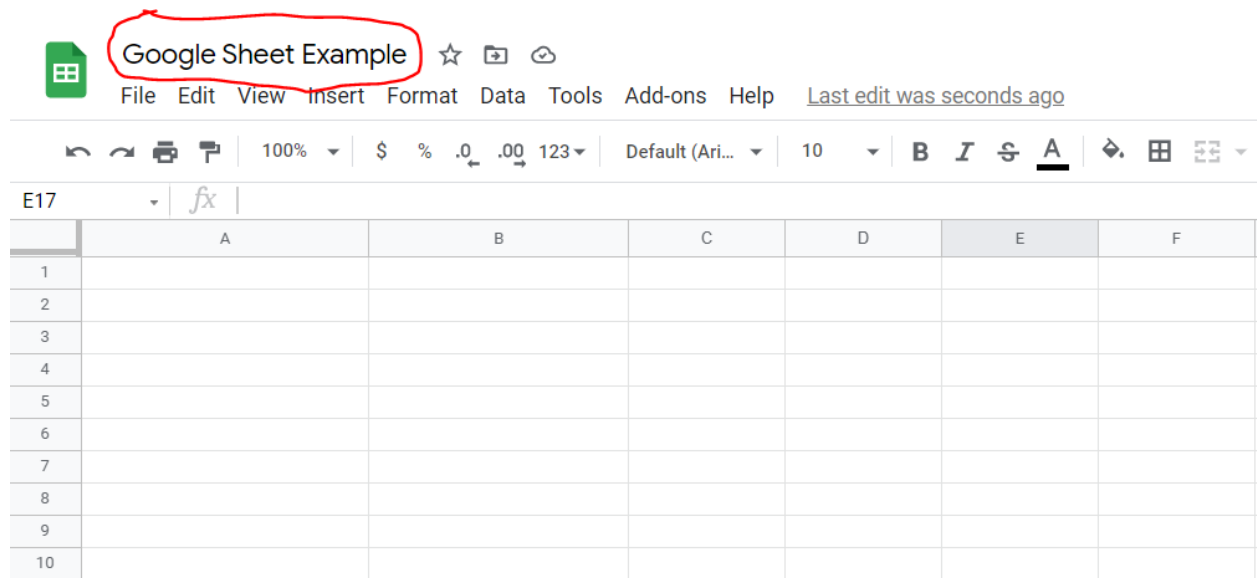 Google Sheet Example
File Edit View Insert Format Data Tools Add-ons Help Last edit was seconds ago
100% $ % .0 .00 123 Default (Ari... 10 B I S A
E17 fx
A B C D E F
1
2
3
4
5
6
7
8
9
10